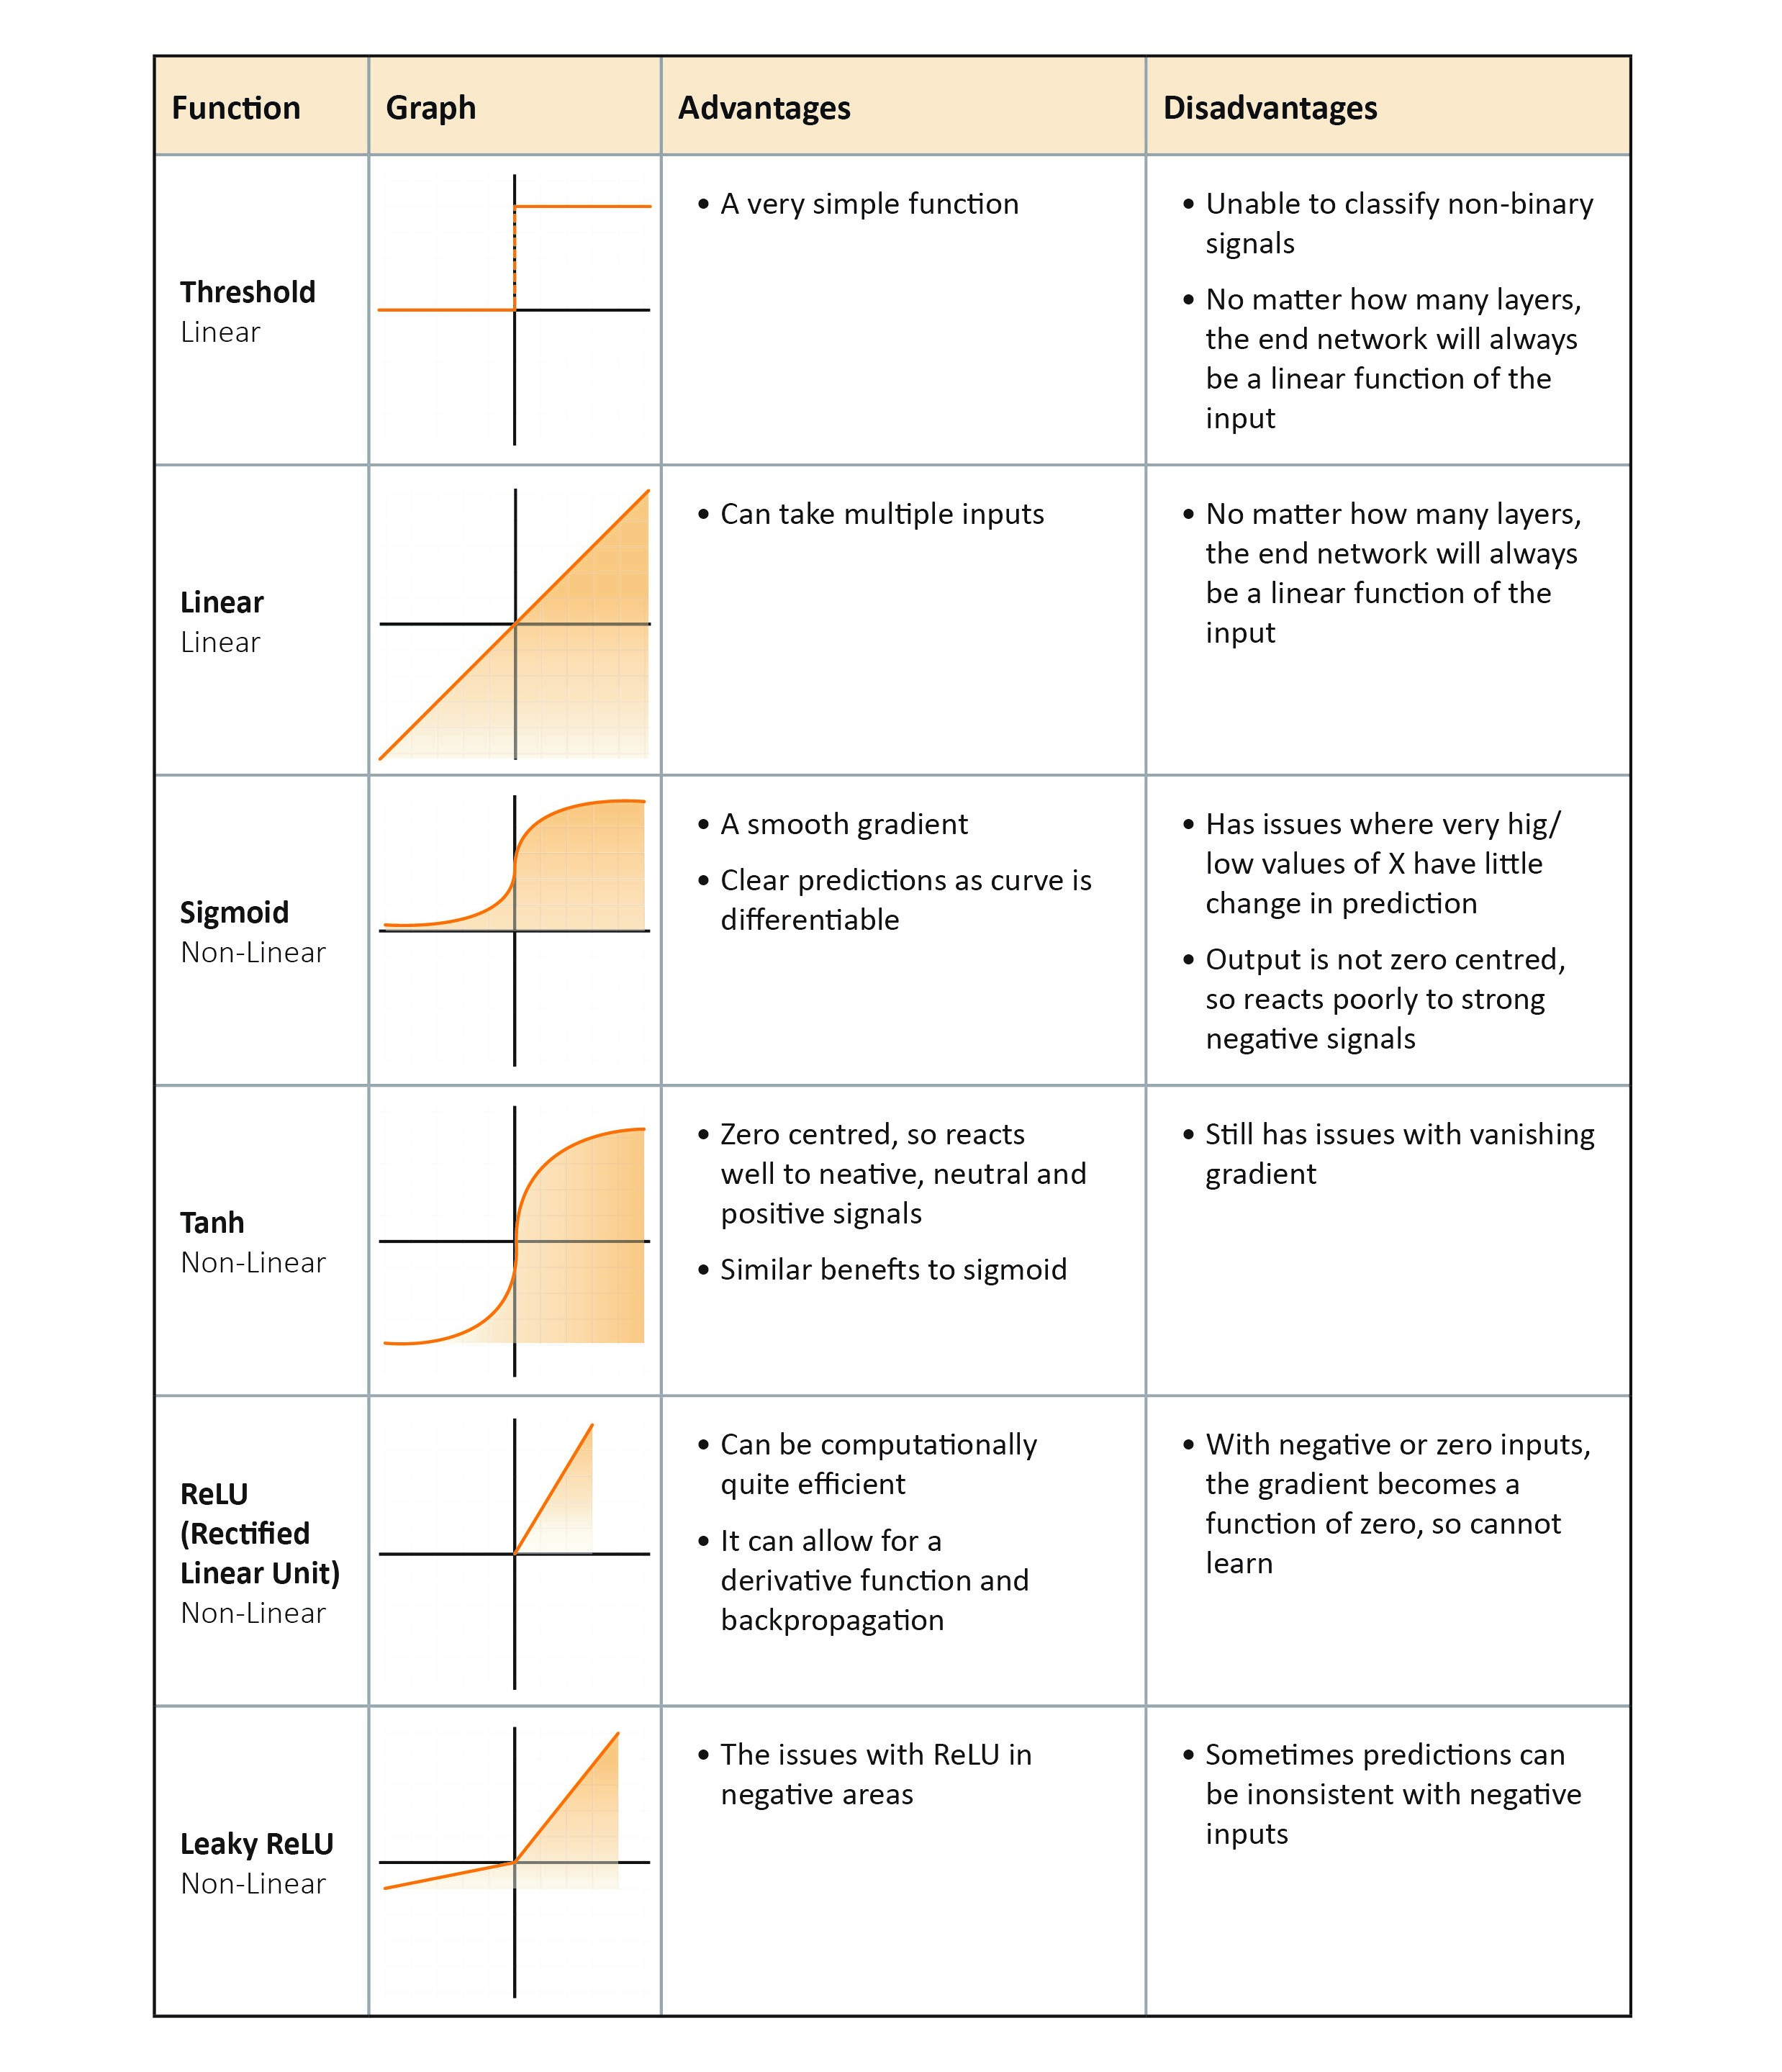 Function
Graph
Advantages
Disadvantages
Threshold
Linear
• A very simple function
• Unable to classify non-binary
signals
• No matter how many layers,
the end network will always
be a linear function of the
input
Linear
Linear
• Can take multiple inputs
• No matter how many layers,
the end network will always
be a linear function of the
input
Sigmoid
Non-Linear
• A smooth gradient
• Clear predictions as curve is
differentiable
• Has issues where very hig/
low values of X have little
change in prediction
• Output is not zero centred,
so reacts poorly to strong
negative signals
Tanh
Non-Linear
• Zero centred, so reacts
well to neative, neutral and
positive signals
• Similar benefts to sigmoid
• Still has issues with vanishing
gradient
ReLU
(Rectified
Linear Unit)
Non-Linear
• Can be computationally
quite efficient
• It can allow for a
derivative function and
backpropagation
• With negative or zero inputs,
the gradient becomes a
function of zero, so cannot
learn
Leaky ReLU
Non-Linear
• The issues with ReLU in
negative areas
• Sometimes predictions can
be inonsistent with negative
inputs